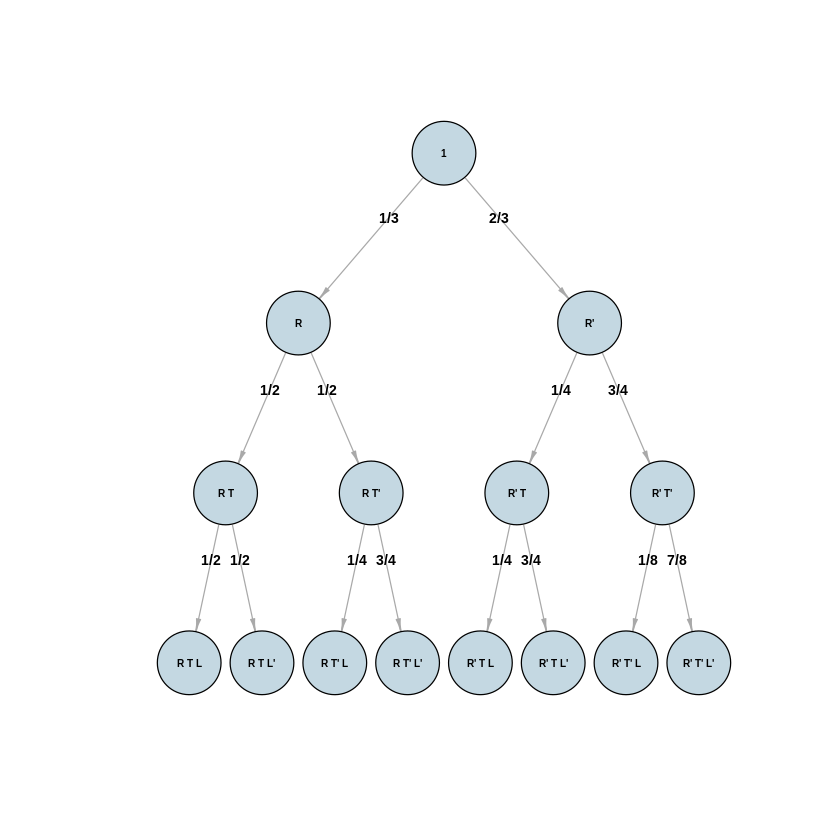 1
1/3 2/3
R R'
1/2 1/2 1/4 3/4
R T R T' R' T R' T'
1/2 1/2 1/4 3/4 1/4 3/4 1/8 7/8
R T L R T L' R T' L R T' L' R' T L R' T L' R' T' L R' T' L'